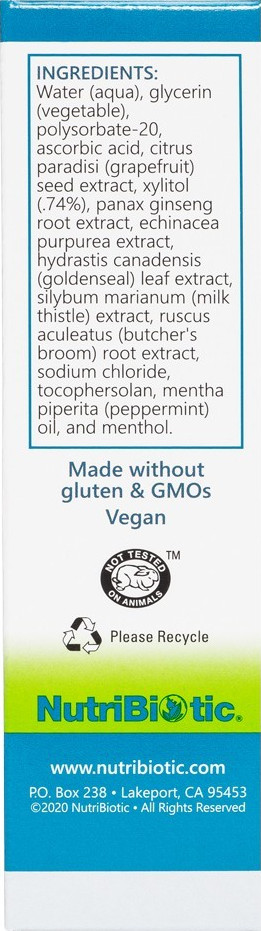 INGREDIENTS:
Water (aqua), glycerin
(vegetable),
polysorbate-20,
ascorbic acid, citrus
paradisi (grapefruit)
seed extract, xylitol
(.74%), panax ginseng
root extract, echinacea
purpurea extract,
hydrastis canadensis
(goldenseal) leaf extract,
silybum marianum (milk
thistle) extract, ruscus
aculeatus (butcher's
broom) root extract,
sodium chloride,
tocophersolan, mentha
piperita (peppermint)
oil, and menthol.
Made without
gluten & GMOs
Vegan
NOT TESTED
ON ANIMALS
TM
Please Recycle
NutriBiotic®
www.nutribiotic.com
P.O. Box 238 • Lakeport, CA 95453
©2020 NutriBiotic • All Rights Reserved